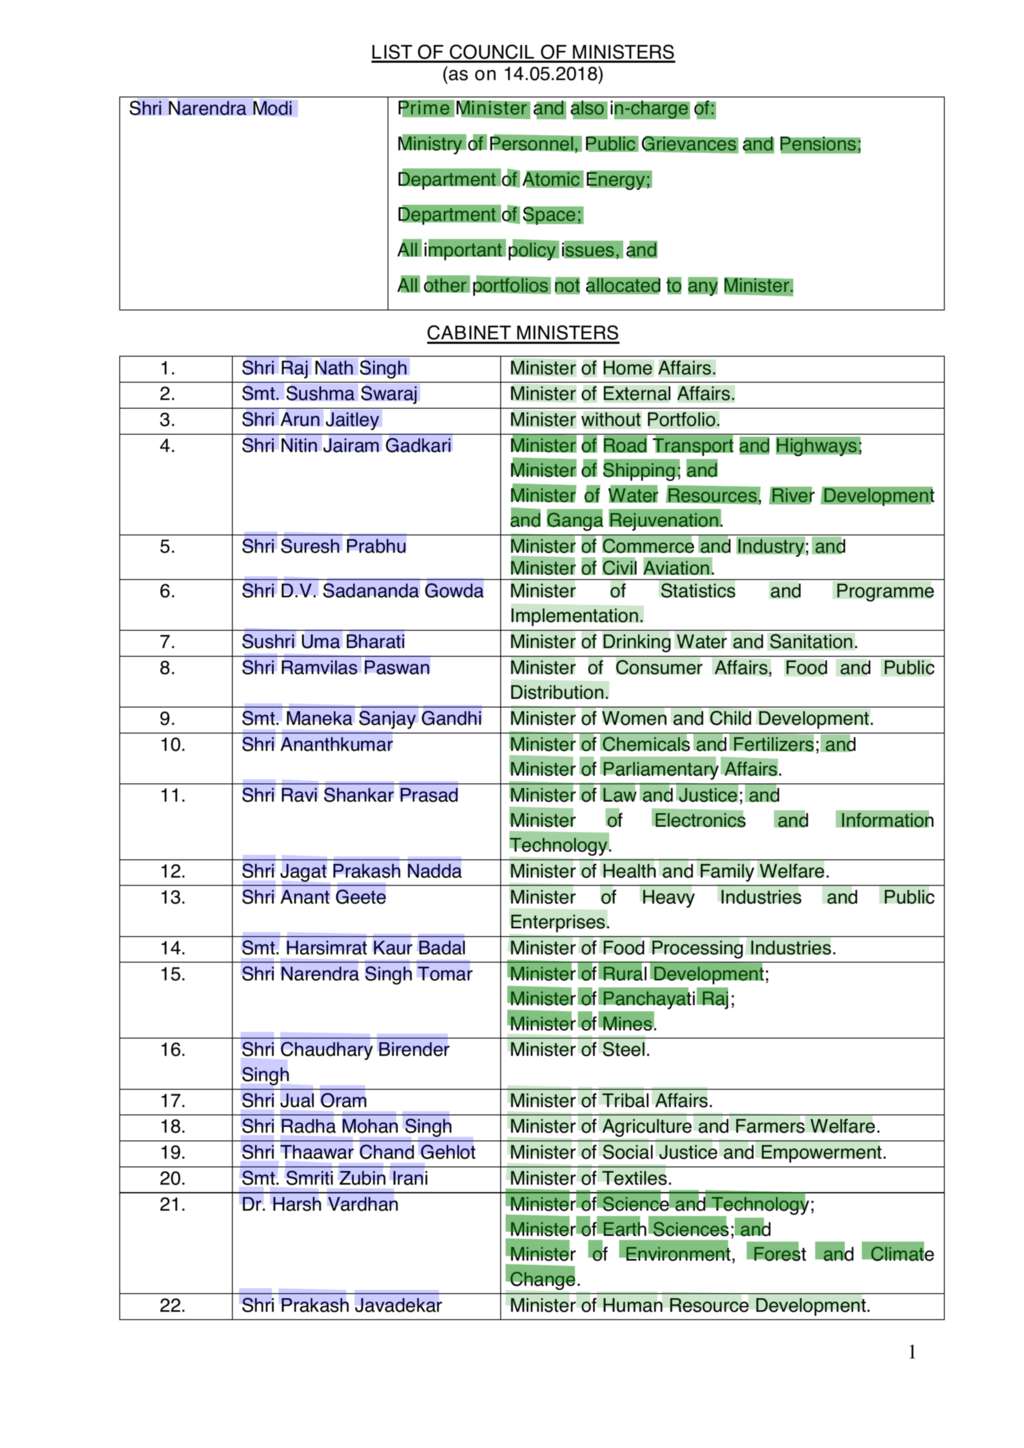 LIST OF COUNCIL OF MINISTERS
(as on 14.05.2018)
Shri Narendra Modi Prime Minister and also in-charge of:
Ministry of Personnel, Public Grievances and Pensions;
Department of Atomic Energy;
Department of Space;
All important policy issues, and
All other portfolios not allocated to any Minister.
CABINET MINISTERS
1. Shri Raj Nath Singh Minister of Home Affairs.
2. Smt. Sushma Swaraj Minister of External Affairs.
3. Shri Arun Jaitley Minister without Portfolio.
4. Shri Nitin Jairam Gadkari Minister of Road Transport and Highways;
Minister of Shipping; and
Minister of Water Resources, River Development
and Ganga Rejuvenation.
5. Shri Suresh Prabhu Minister of Commerce and Industry; and
Minister of Civil Aviation.
6. Shri D.V. Sadananda Gowda Minister of Statistics and Programme
Implementation.
7. Sushri Uma Bharati Minister of Drinking Water and Sanitation.
8. Shri Ramvilas Paswan Minister of Consumer Affairs, Food and Public
Distribution.
9. Smt. Maneka Sanjay Gandhi Minister of Women and Child Development.
10. Shri Ananthkumar Minister of Chemicals and Fertilizers; and
Minister of Parliamentary Affairs.
11. Shri Ravi Shankar Prasad Minister of Law and Justice; and
Minister of Electronics and Information
Technology.
12. Shri Jagat Prakash Nadda Minister of Health and Family Welfare.
13. Shri Anant Geete Minister of Heavy Industries and Public
Enterprises.
14. Smt. Harsimrat Kaur Badal Minister of Food Processing Industries.
15. Shri Narendra Singh Tomar Minister of Rural Development;
Minister of Panchayati Raj;
Minister of Mines.
16. Shri Chaudhary Birender Minister of Steel.
Singh
17. Shri Jual Oram Minister of Tribal Affairs.
18. Shri Radha Mohan Singh Minister of Agriculture and Farmers Welfare.
19. Shri Thaawar Chand Gehlot Minister of Social Justice and Empowerment.
20. Smt. Smriti Zubin Irani Minister of Textiles.
21. Dr. Harsh Vardhan Minister of Science and Technology;
Minister of Earth Sciences; and
Minister of Environment, Forest and Climate
Change.
22. Shri Prakash Javadekar Minister of Human Resource Development.
1